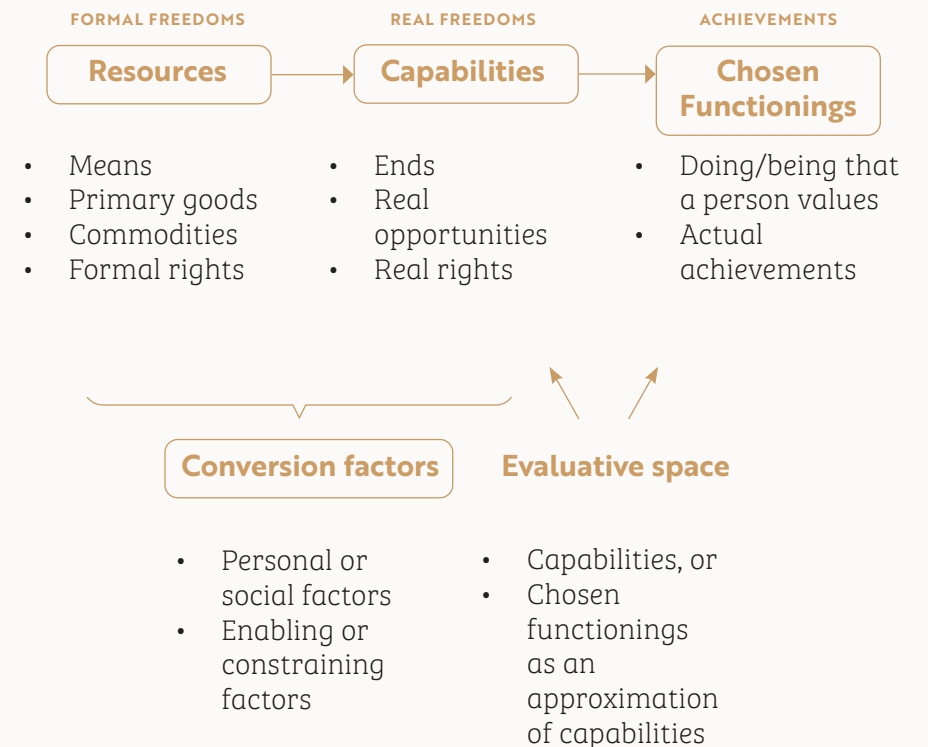 FORMAL FREEDOMS
REAL FREEDOMS
ACHIEVEMENTS
Resources
Capabilities
Chosen
Functionings
• Means
• Primary goods
• Commodities
• Formal rights
• Ends
• Real
opportunities
• Real rights
• Doing/being that
a person values
• Actual
achievements
Conversion factors
Evaluative space
• Personal or
social factors
• Enabling or
constraining
factors
• Capabilities, or
• Chosen
functionings
as an
approximation
of capabilities